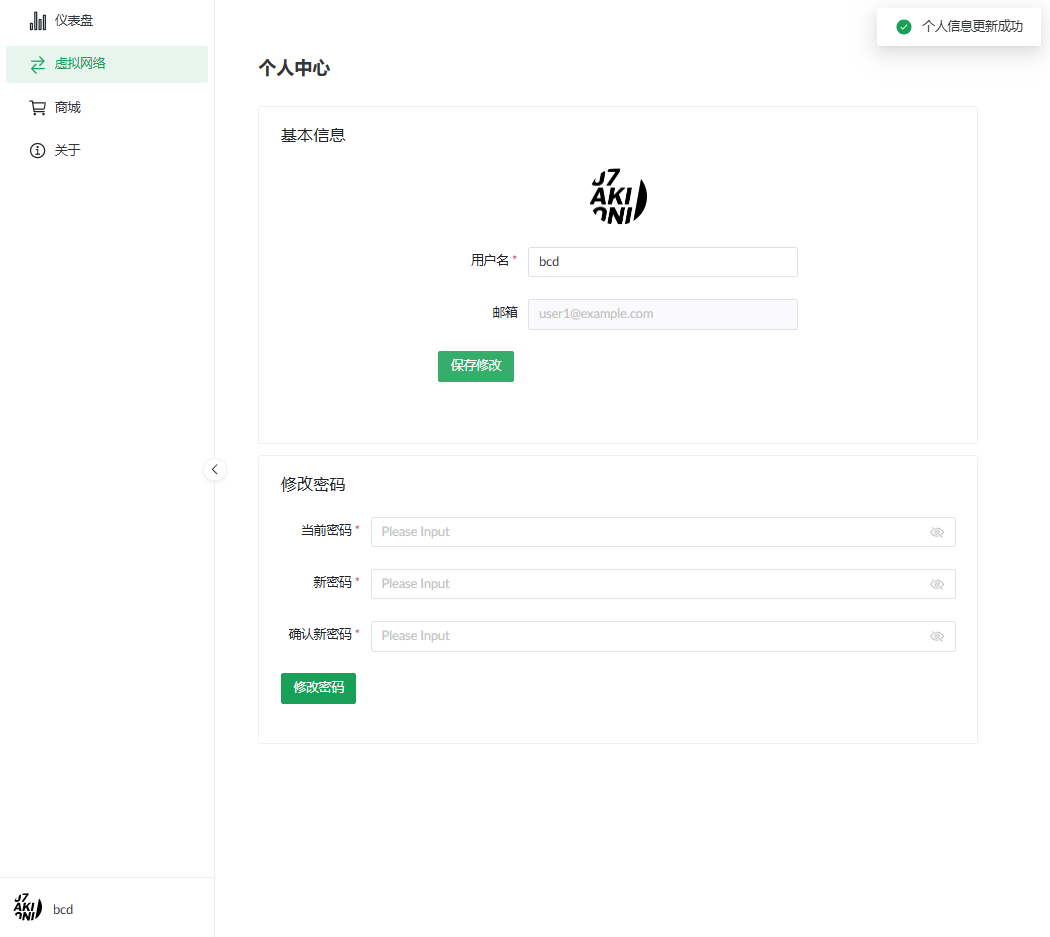 仪表盘
虚拟网络
商城
关于
个人信息更新成功
个人中心
基本信息
J7
AKI
ONI
用户名 *
bcd
邮箱
user1@example.com
保存修改
修改密码
当前密码 *
Please Input
新密码 *
Please Input
确认新密码 *
Please Input
修改密码
J7
AKI
ONI
bcd